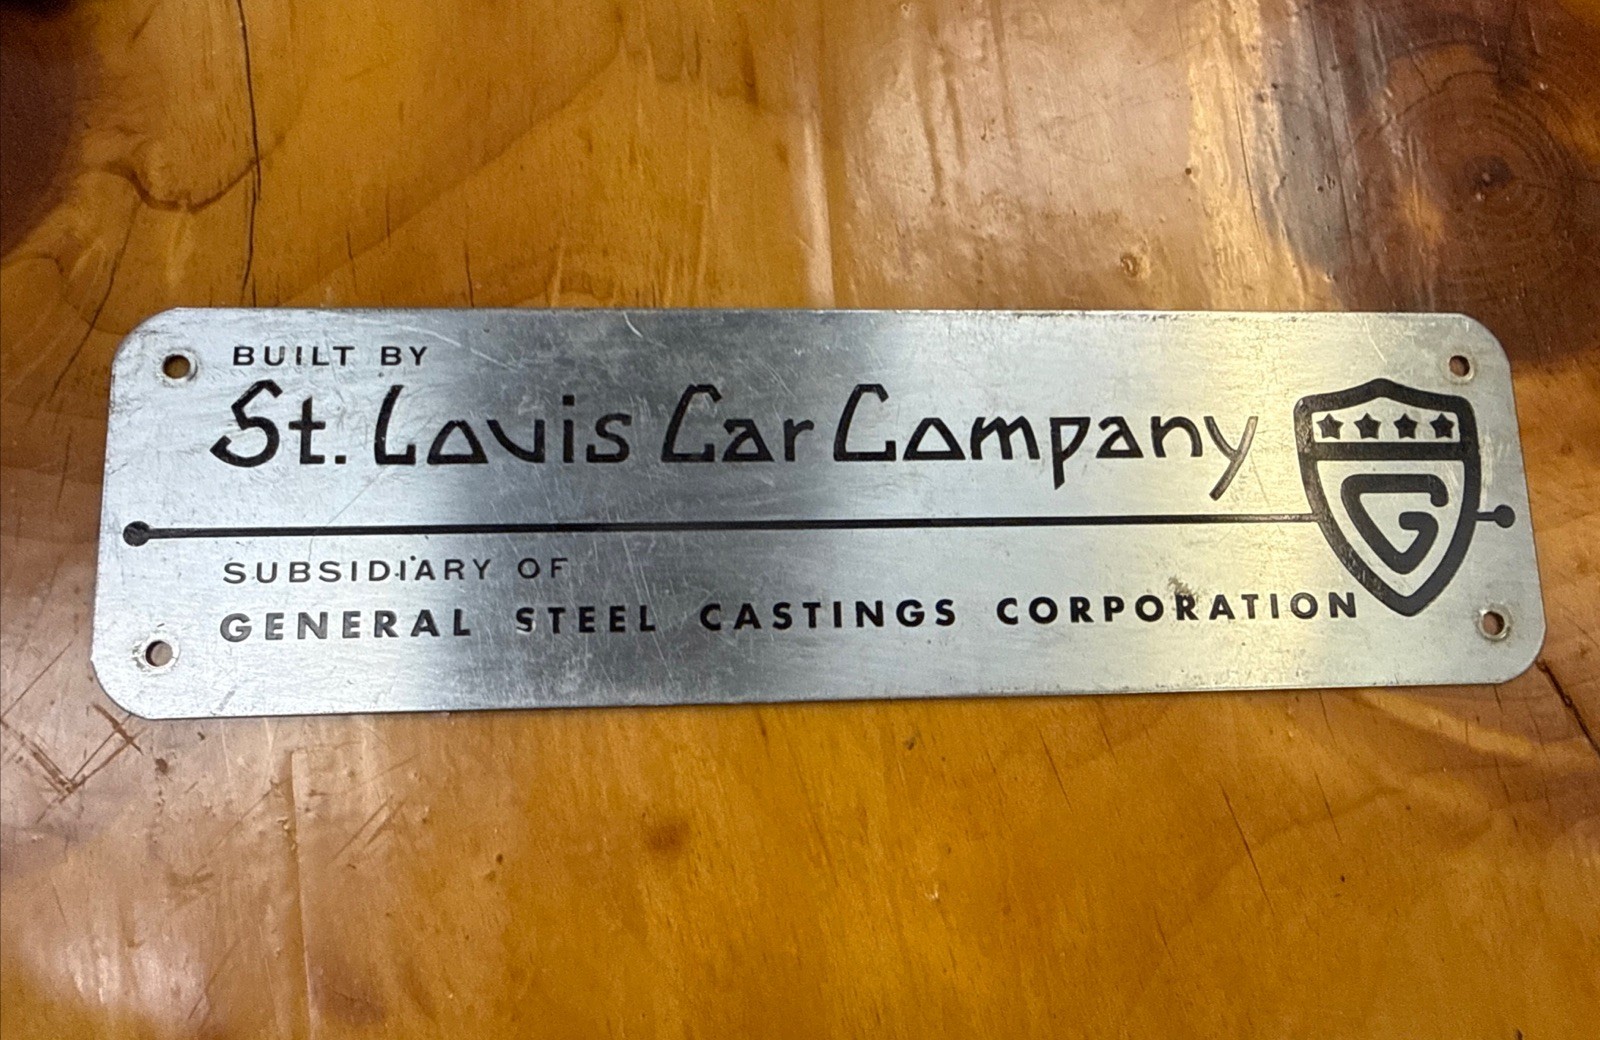 BUILT BY
St. Louis Car Company
G
SUBSIDIARY OF
GENERAL STEEL CASTINGS CORPORATION